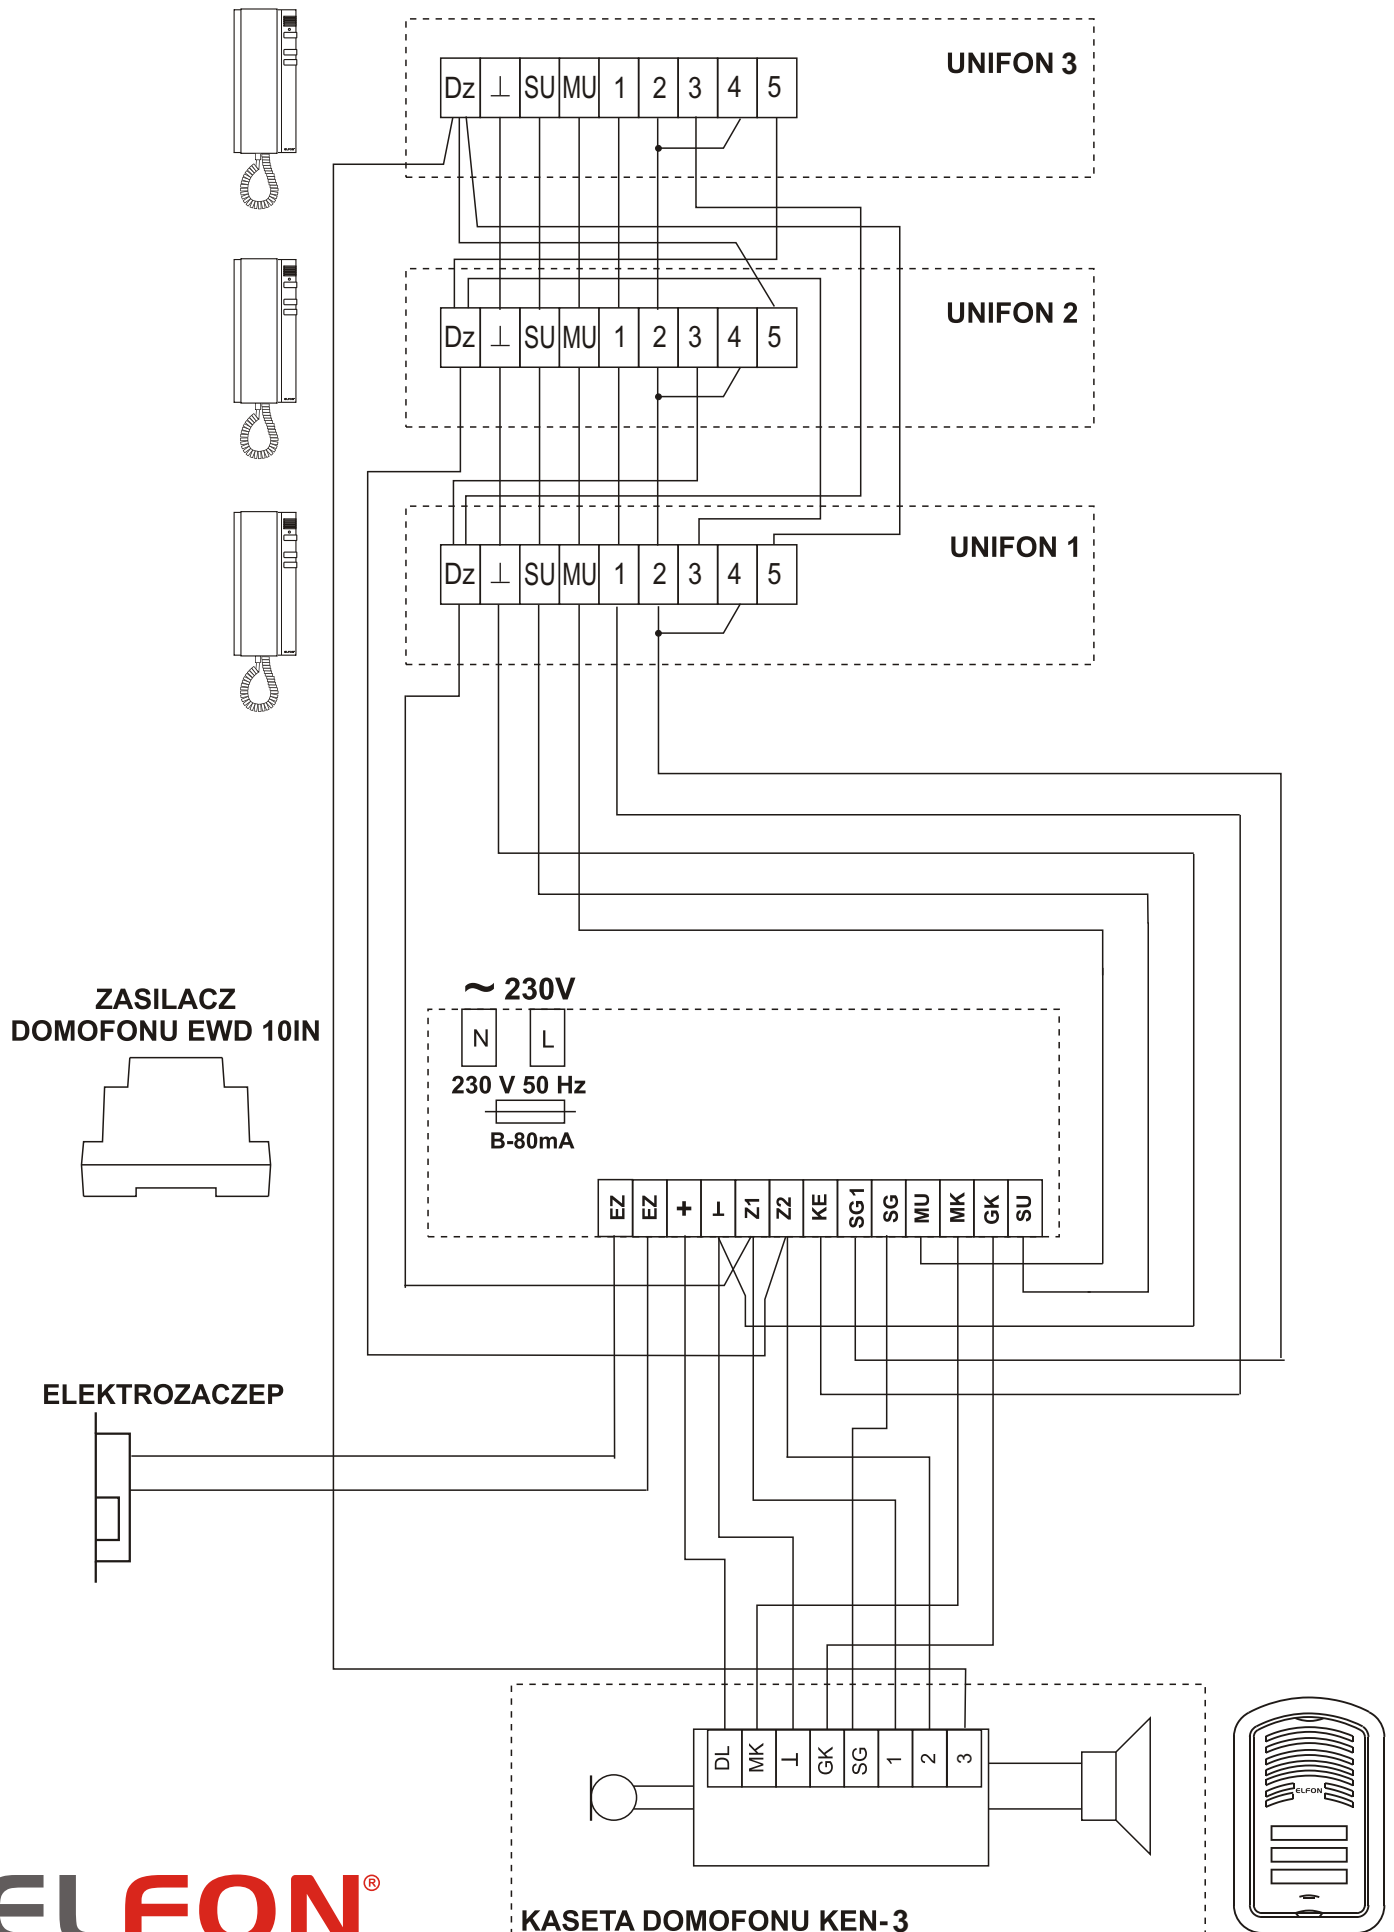 UNIFON 3
Dz ⊥ SU MU 1 2 3 4 5
UNIFON 2
Dz ⊥ SU MU 1 2 3 4 5
UNIFON 1
Dz ⊥ SU MU 1 2 3 4 5
ZASILACZ
DOMOFONU EWD 10IN
~ 230V
N L
230 V 50 Hz
B-80mA
EZ EZ + ⊥ Z1 Z2 KE SG1 SG MU MK GK SU
ELEKTROZACZEP
DL MK ⊥ GK SG 1 2 3
ELFON
KASETA DOMOFONU KEN-3
ELFON®